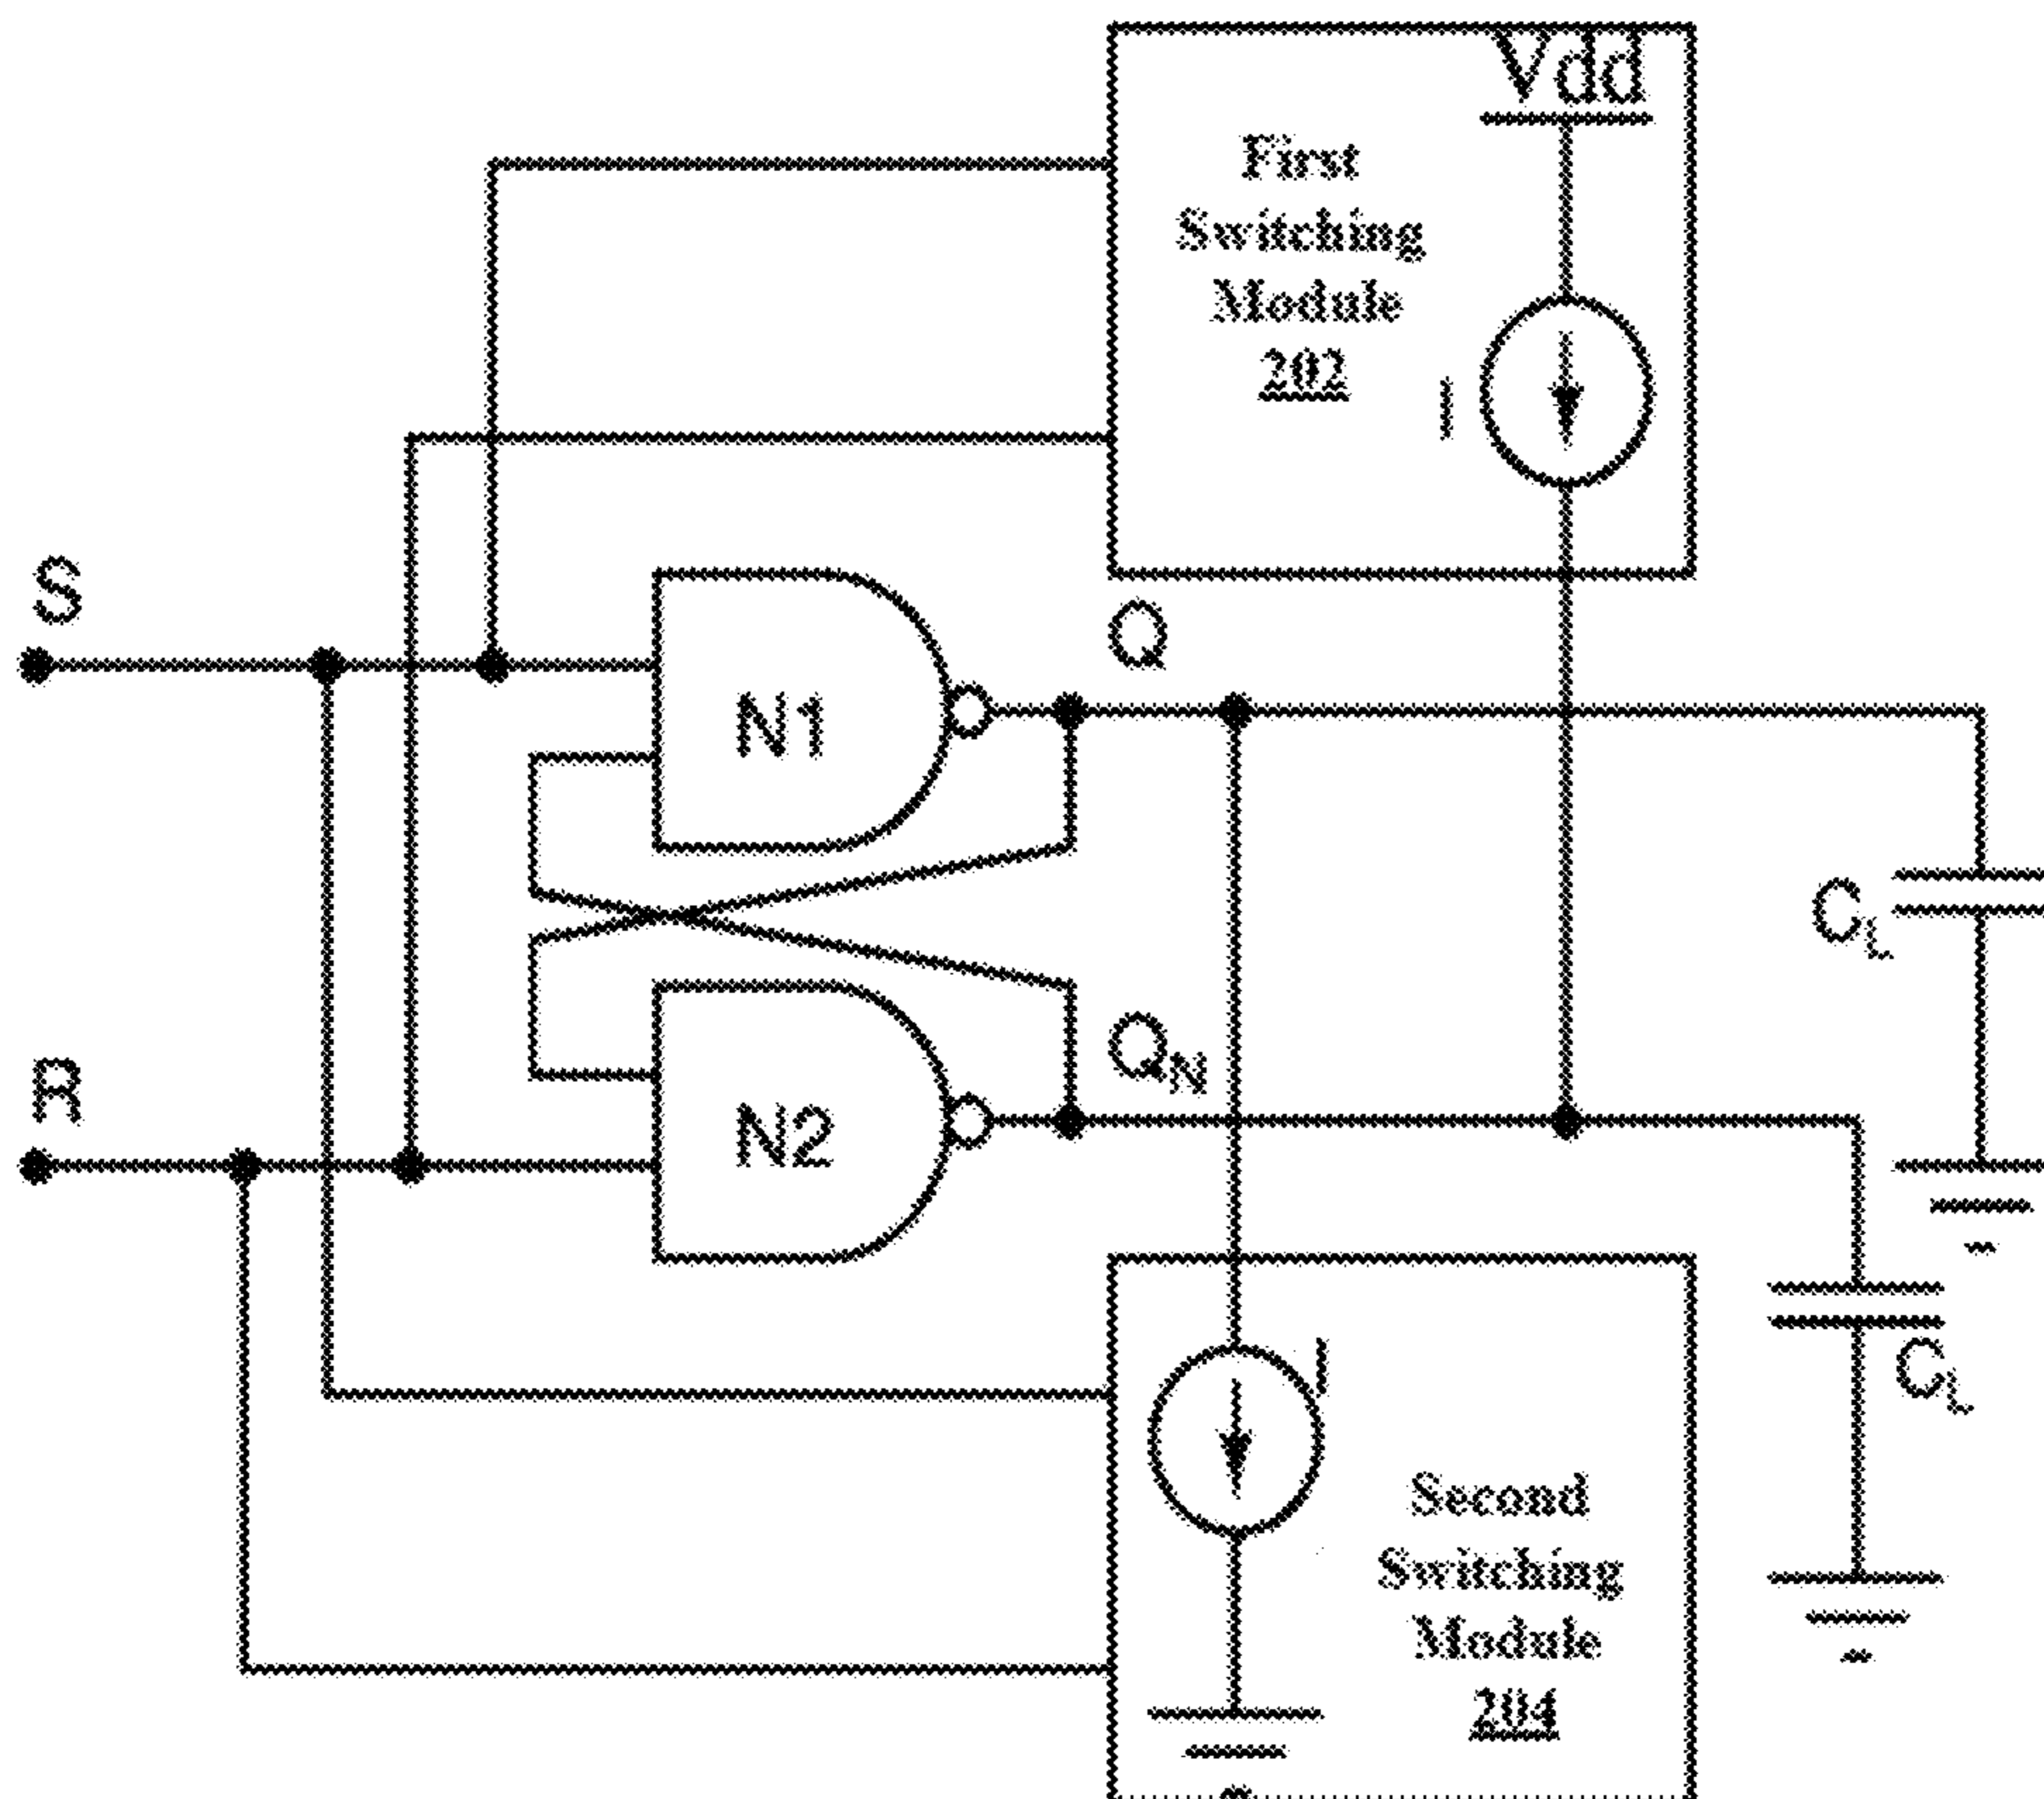 Vdd
First
Switching
Module
202
I
S
Q
N1
C_L
Q_N
R
N2
I
C_L
Second
Switching
Module
204